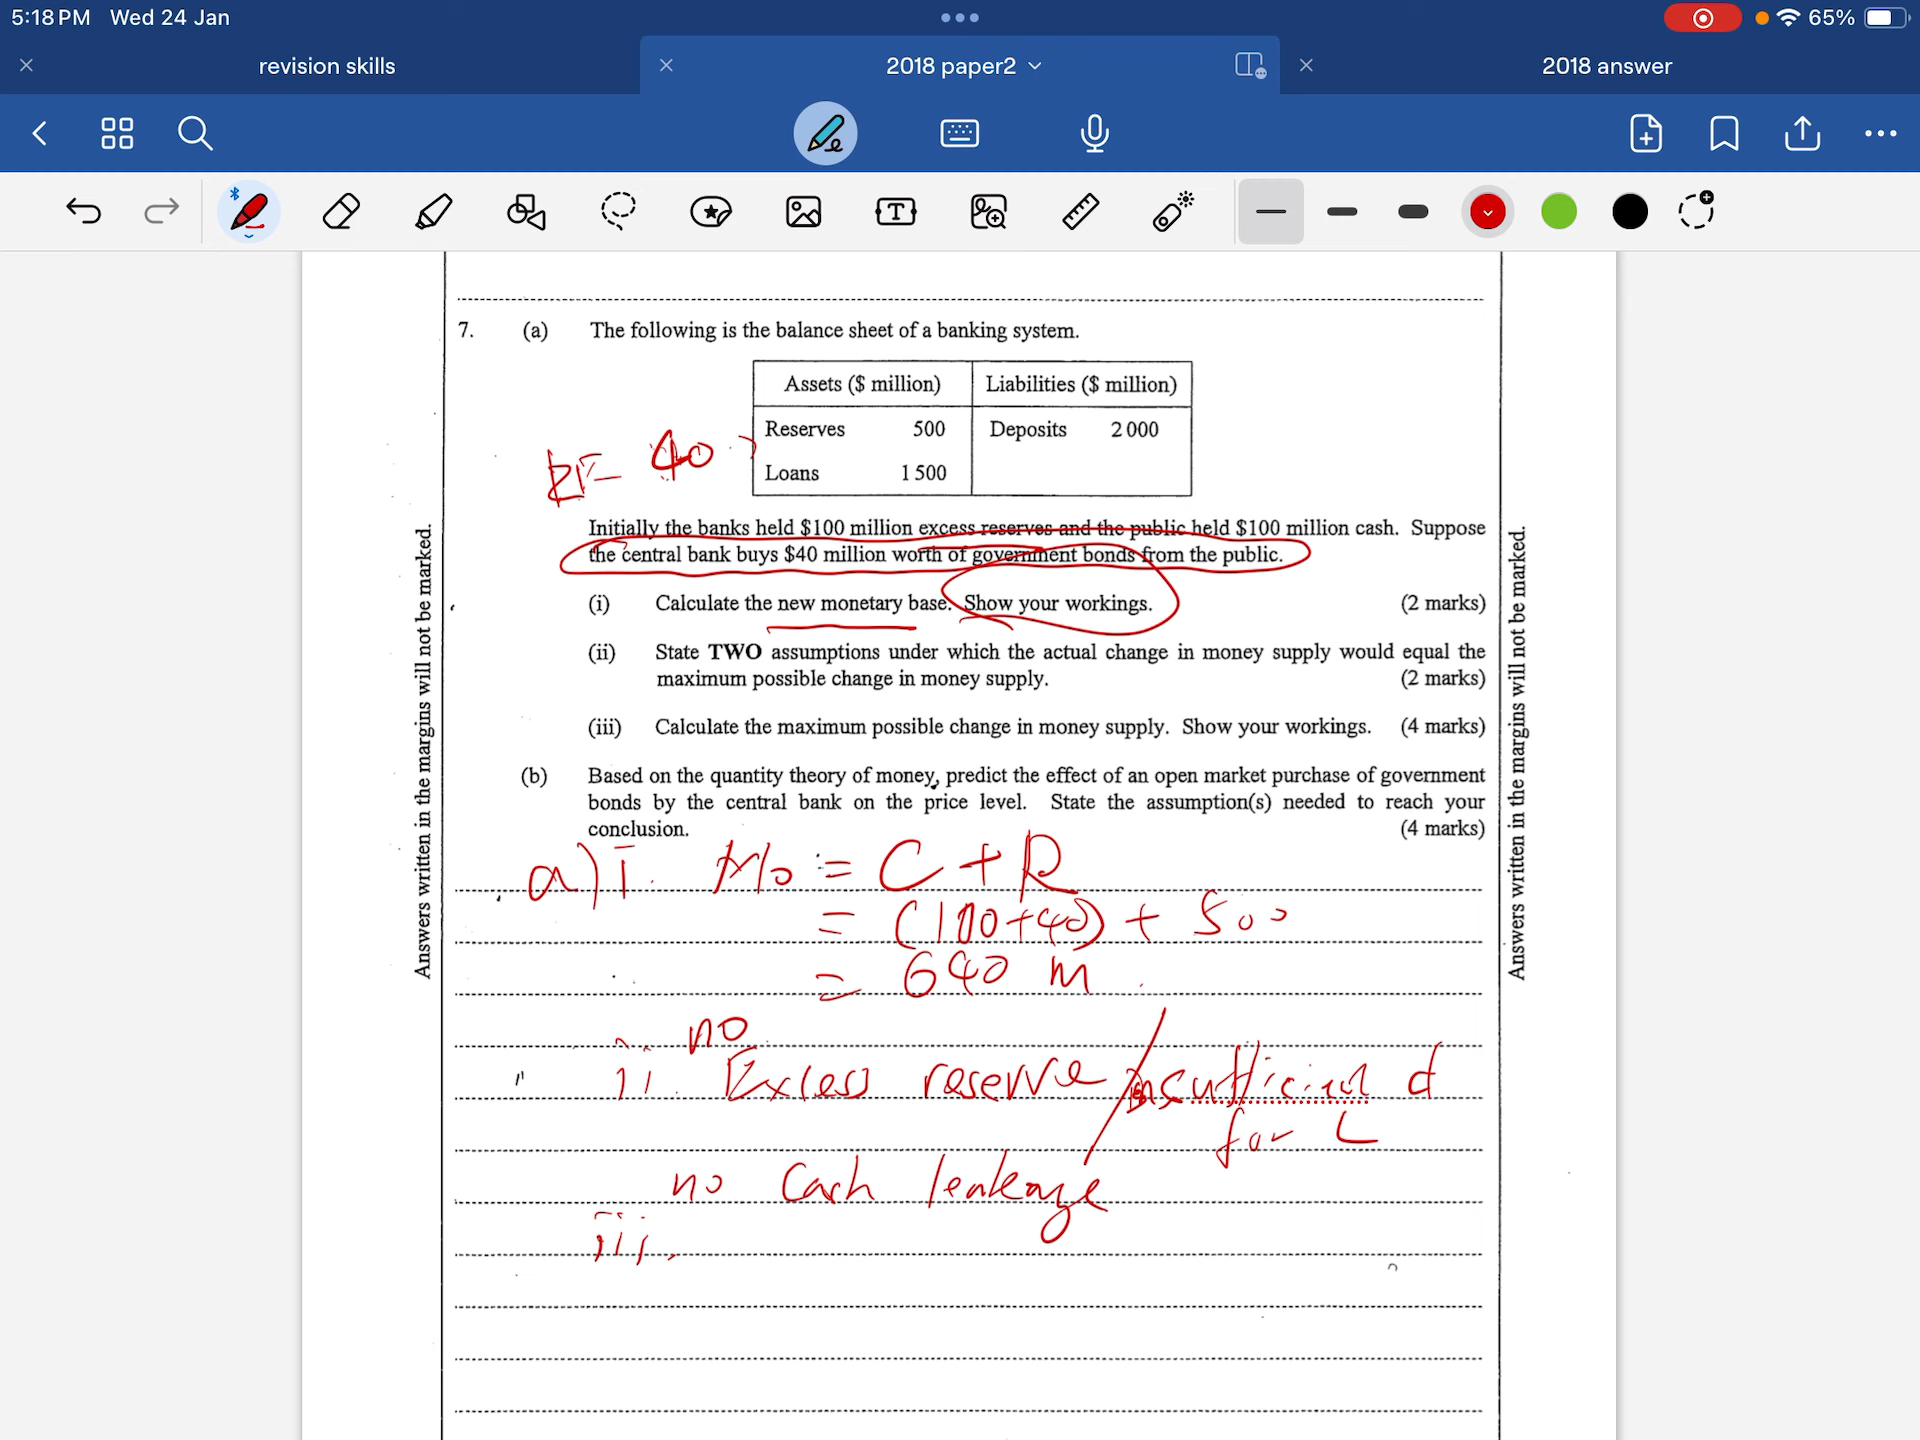 5:18 PM Wed 24 Jan
65%
revision skills
2018 paper2
2018 answer
7. (a) The following is the balance sheet of a banking system.
Assets ($ million) Liabilities ($ million)
Reserves 500 Deposits 2 000
Loans 1 500
40
Initially the banks held $100 million excess reserves and the public held $100 million cash. Suppose
the central bank buys $40 million worth of government bonds from the public.
(i) Calculate the new monetary base. Show your workings. (2 marks)
(ii) State TWO assumptions under which the actual change in money supply would equal the
maximum possible change in money supply. (2 marks)
(iii) Calculate the maximum possible change in money supply. Show your workings. (4 marks)
(b) Based on the quantity theory of money, predict the effect of an open market purchase of government
bonds by the central bank on the price level. State the assumption(s) needed to reach your
conclusion. (4 marks)
a) i. Mo = C + R
= (100+40) + 500
= 640 m
no
ii. Excess reserve / insufficient d
for L
no cash leakage
iii.
Answers written in the margins will not be marked.
Answers written in the margins will not be marked.